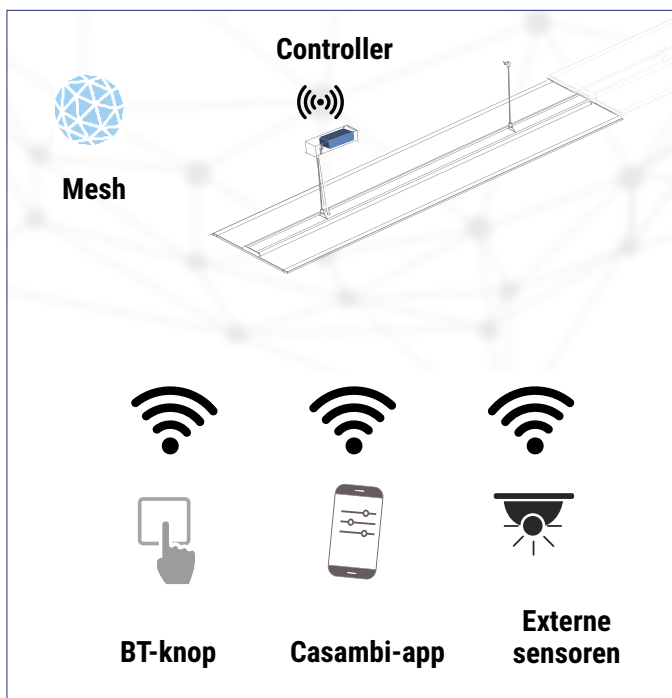 Controller
Mesh
BT-knop
Casambi-app
Externe
sensoren